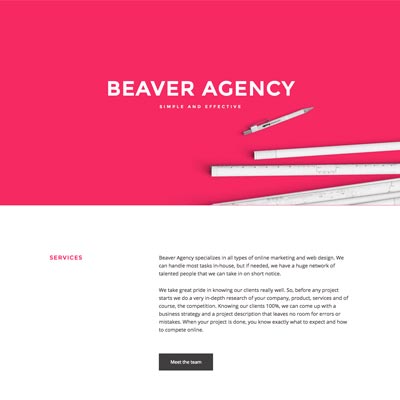 BEAVER AGENCY
SIMPLE AND EFFECTIVE
SERVICES
Beaver Agency specializes in all types of online marketing and web design. We
can handle most tasks in-house, but if needed, we have a huge network of
talented people that we can take in on short notice.
We take great pride in knowing our clients really well. So, before any project
starts we do a very in-depth research of your company, product, services and of
course, the competition. Knowing our clients 100%, we can come up with a
business strategy and a project description that leaves no room for errors or
mistakes. When your project is done, you know exactly what to expect and how
to compete online.
Meet the team